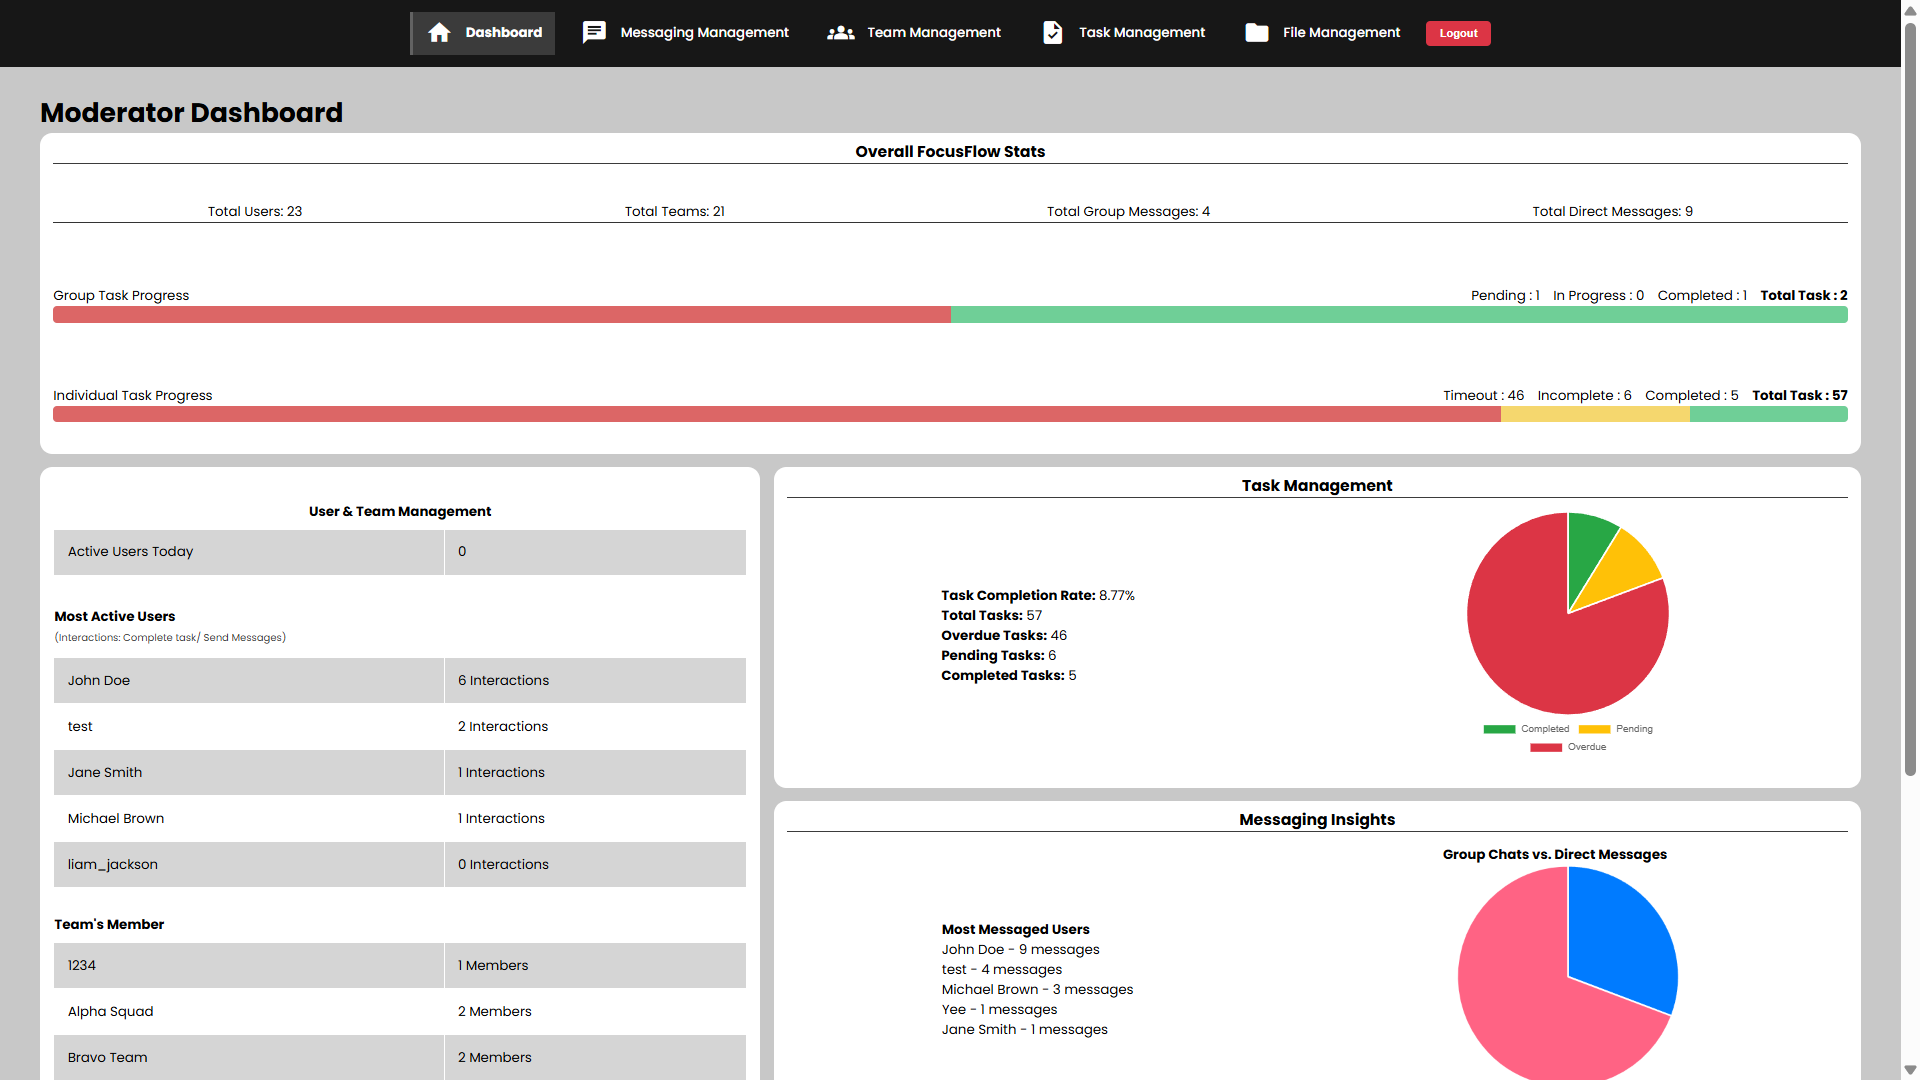 Dashboard
Messaging Management
Team Management
Task Management
File Management
Logout
Moderator Dashboard
Overall FocusFlow Stats
Total Users: 23
Total Teams: 21
Total Group Messages: 4
Total Direct Messages: 9
Group Task Progress
Pending : 1 In Progress : 0 Completed : 1 Total Task : 2
Individual Task Progress
Timeout : 46 Incomplete : 6 Completed : 5 Total Task : 57
User & Team Management
Active Users Today 0
Most Active Users
(Interactions: Complete task/ Send Messages)
John Doe 6 Interactions
test 2 Interactions
Jane Smith 1 Interactions
Michael Brown 1 Interactions
liam_jackson 0 Interactions
Team's Member
1234 1 Members
Alpha Squad 2 Members
Bravo Team 2 Members
Task Management
Task Completion Rate: 8.77%
Total Tasks: 57
Overdue Tasks: 46
Pending Tasks: 6
Completed Tasks: 5
Completed Pending
Overdue
Messaging Insights
Group Chats vs. Direct Messages
Most Messaged Users
John Doe - 9 messages
test - 4 messages
Michael Brown - 3 messages
Yee - 1 messages
Jane Smith - 1 messages